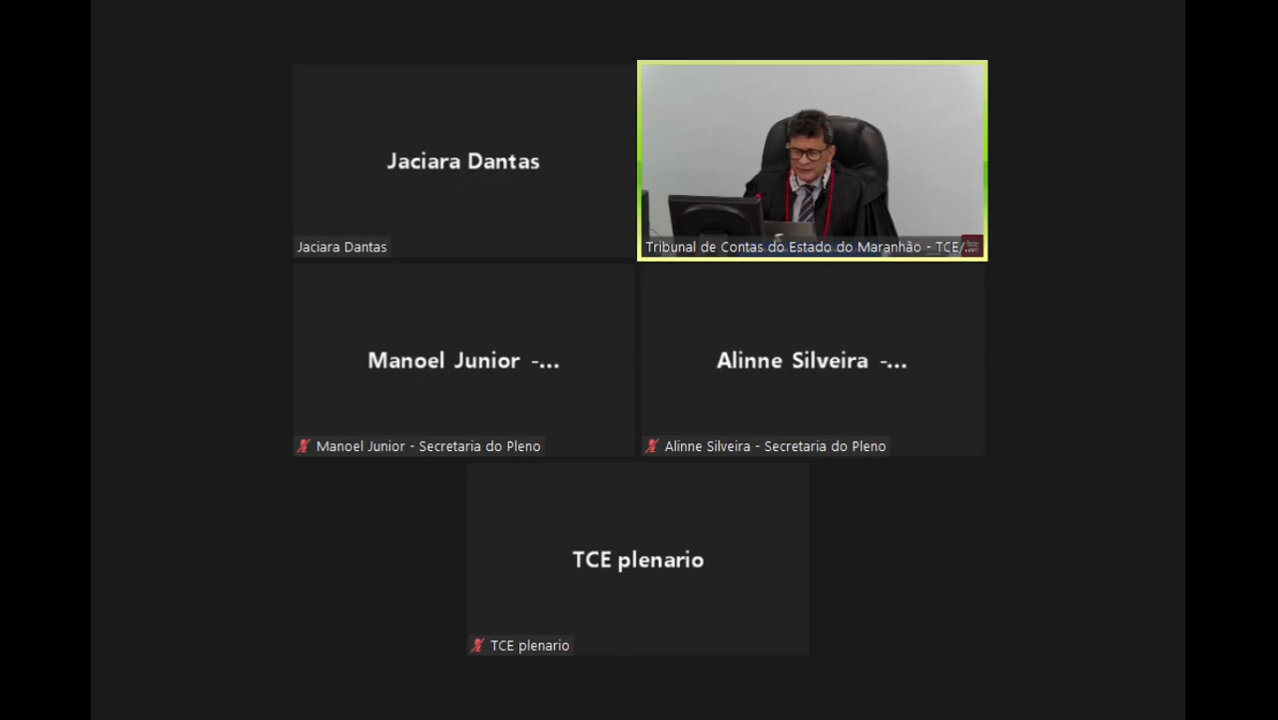 Jaciara Dantas
Jaciara Dantas
Tribunal de Contas do Estado do Maranhão - TCE/
Manoel Junior -...
Alinne Silveira -...
Manoel Junior - Secretaria do Pleno
Alinne Silveira - Secretaria do Pleno
TCE plenario
TCE plenario